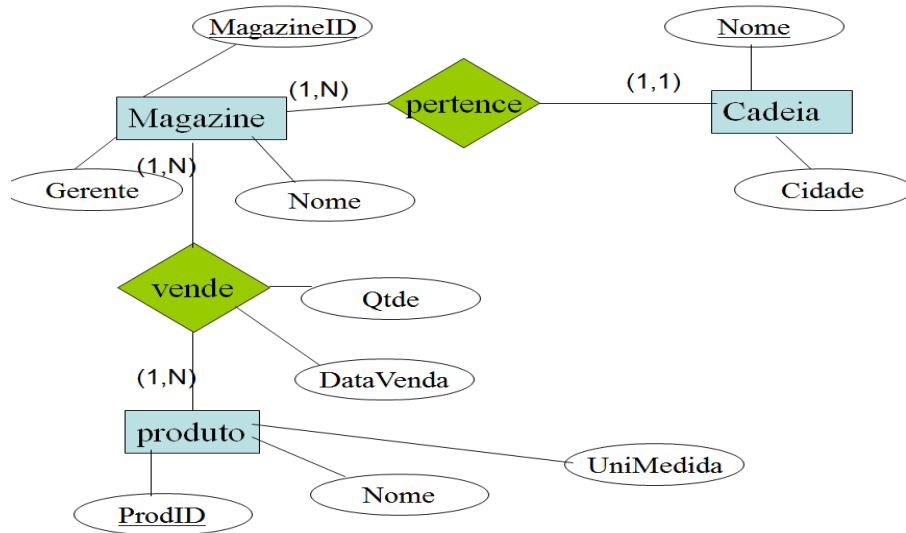 MagazineID
Nome
(1,N)
pertence
(1,1)
Magazine
Cadeia
(1,N)
Gerente
Nome
Cidade
vende
Qtde
(1,N)
DataVenda
produto
UniMedida
Nome
ProdID